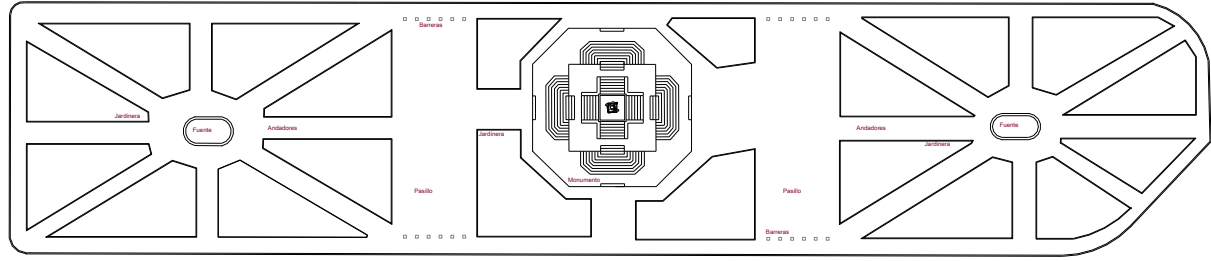 Barreras
Jardinera
Fuente
Andadores
Jardinera
Monumento
Pasillo
Andadores
Fuente
Jardinera
Pasillo
Barreras